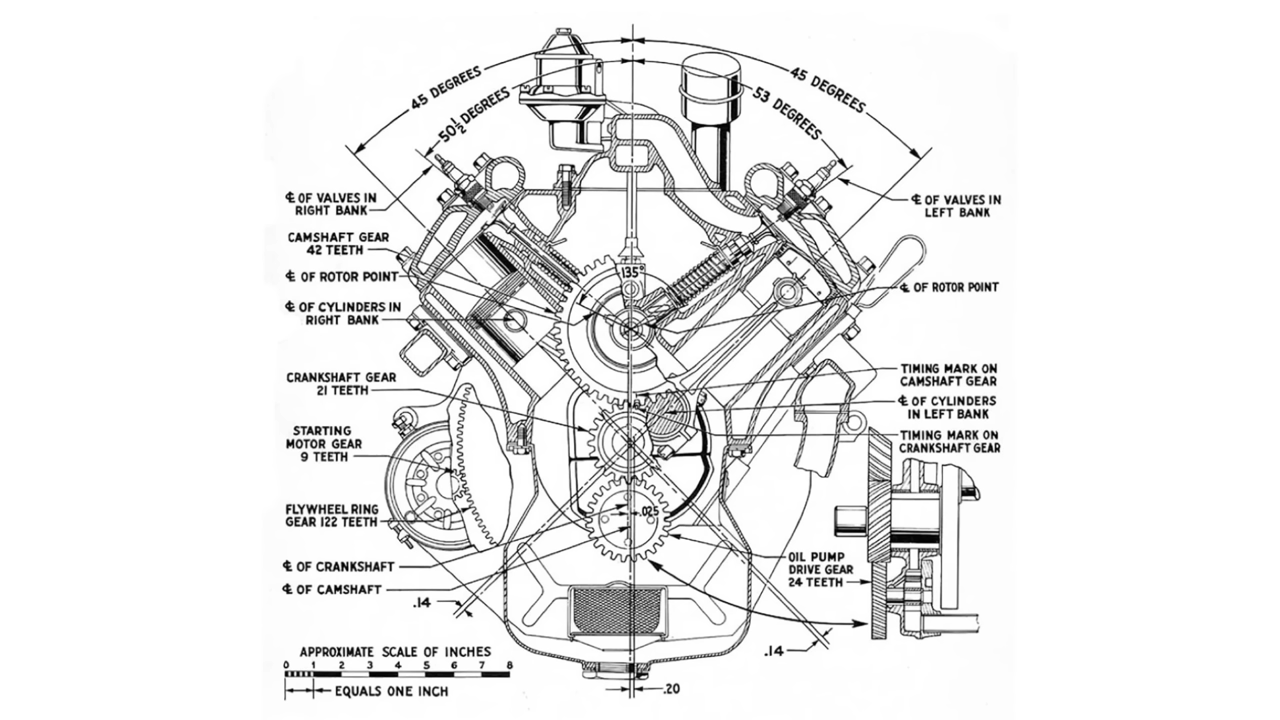 45 DEGREES
45 DEGREES
50½ DEGREES
53 DEGREES
℄ OF VALVES IN
RIGHT BANK
℄ OF VALVES IN
LEFT BANK
CAMSHAFT GEAR
42 TEETH
135°
℄ OF ROTOR POINT
℄ OF ROTOR POINT
℄ OF CYLINDERS IN
RIGHT BANK
CRANKSHAFT GEAR
21 TEETH
TIMING MARK ON
CAMSHAFT GEAR
℄ OF CYLINDERS
IN LEFT BANK
STARTING
MOTOR GEAR
9 TEETH
TIMING MARK ON
CRANKSHAFT GEAR
FLYWHEEL RING
GEAR 122 TEETH
.025
℄ OF CRANKSHAFT
℄ OF CAMSHAFT
OIL PUMP
DRIVE GEAR
24 TEETH
.14
.14
APPROXIMATE SCALE OF INCHES
0 1 2 3 4 5 6 7 8
EQUALS ONE INCH
.20